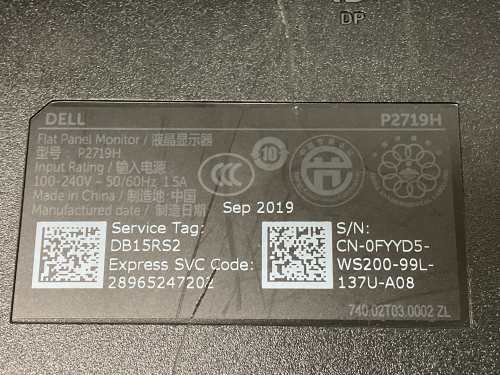 DP
DELL P2719H
Flat Panel Monitor / 液晶显示器
型号: P2719H
Input Rating / 输入电源:
100-240V ⎓ 50/60Hz, 1.5A
Made in China / 制造地: 中国
Manufactured date / 制造日期:
Sep 2019
Service Tag:
DB15RS2
Express SVC Code:
28965247202
S/N:
CN-0FYYD5-
WS200-99L-
137U-A08
CCC
10
740.02T03.0002 ZL